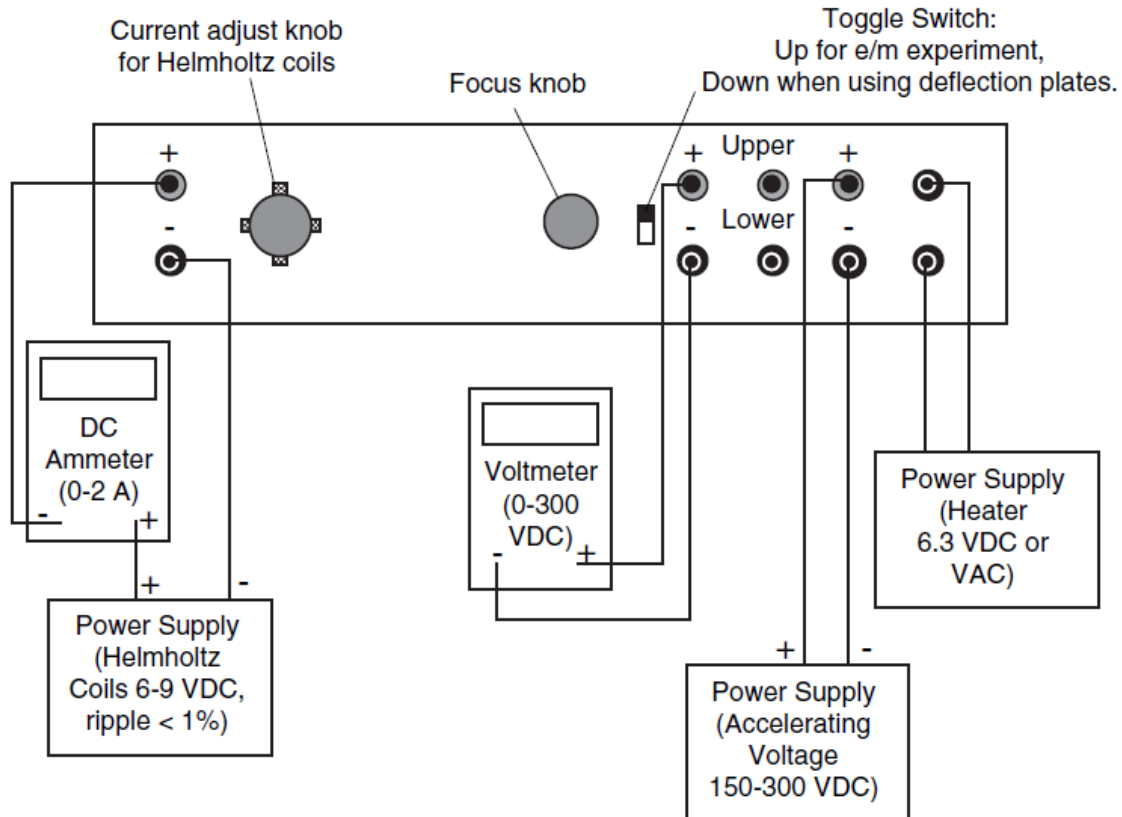 Current adjust knob
for Helmholtz coils
Focus knob
Toggle Switch:
Up for e/m experiment,
Down when using deflection plates.
+
-
+
-
Upper
Lower
+
-
DC
Ammeter
(0-2 A)
-
+
+
-
Power Supply
(Helmholtz
Coils 6-9 VDC,
ripple < 1%)
Voltmeter
(0-300
VDC)
-
+
+
-
Power Supply
(Accelerating
Voltage
150-300 VDC)
Power Supply
(Heater
6.3 VDC or
VAC)